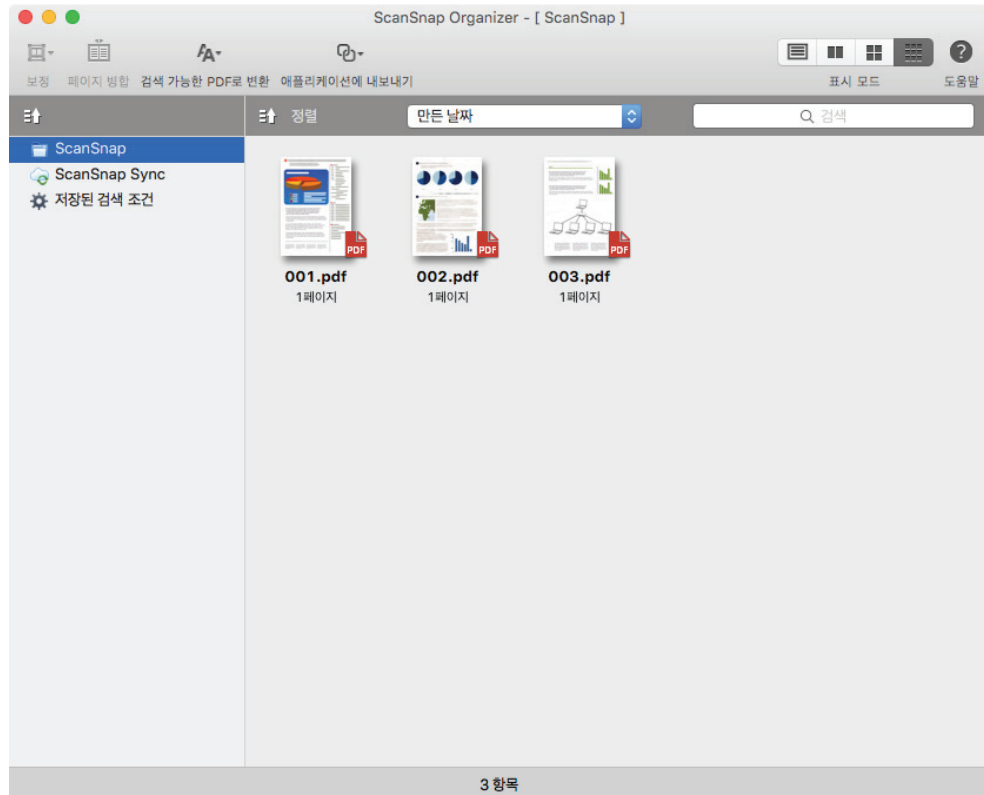 ScanSnap Organizer - [ ScanSnap ]
보정 페이지 병합 검색 가능한 PDF로 변환 애플리케이션에 내보내기 표시 모드 도움말
정렬 만든 날짜 검색
ScanSnap
ScanSnap Sync
저장된 검색 조건
PDF PDF PDF
001.pdf 002.pdf 003.pdf
1페이지 1페이지 1페이지
3 항목